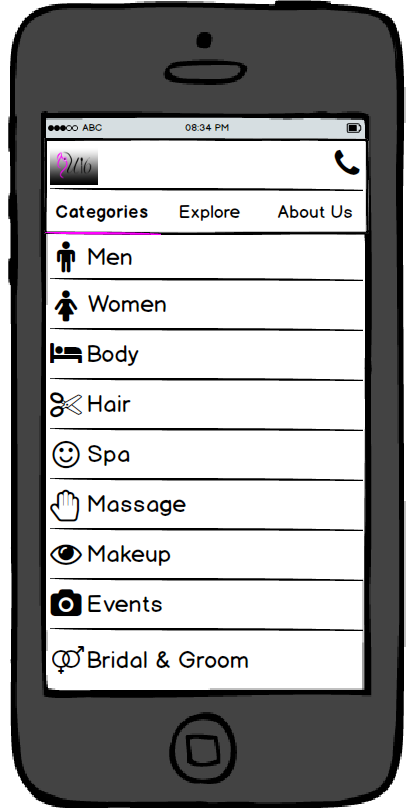 ABC 08:34 PM
Categories Explore About Us
Men
Women
Body
Hair
Spa
Massage
Makeup
Events
Bridal & Groom